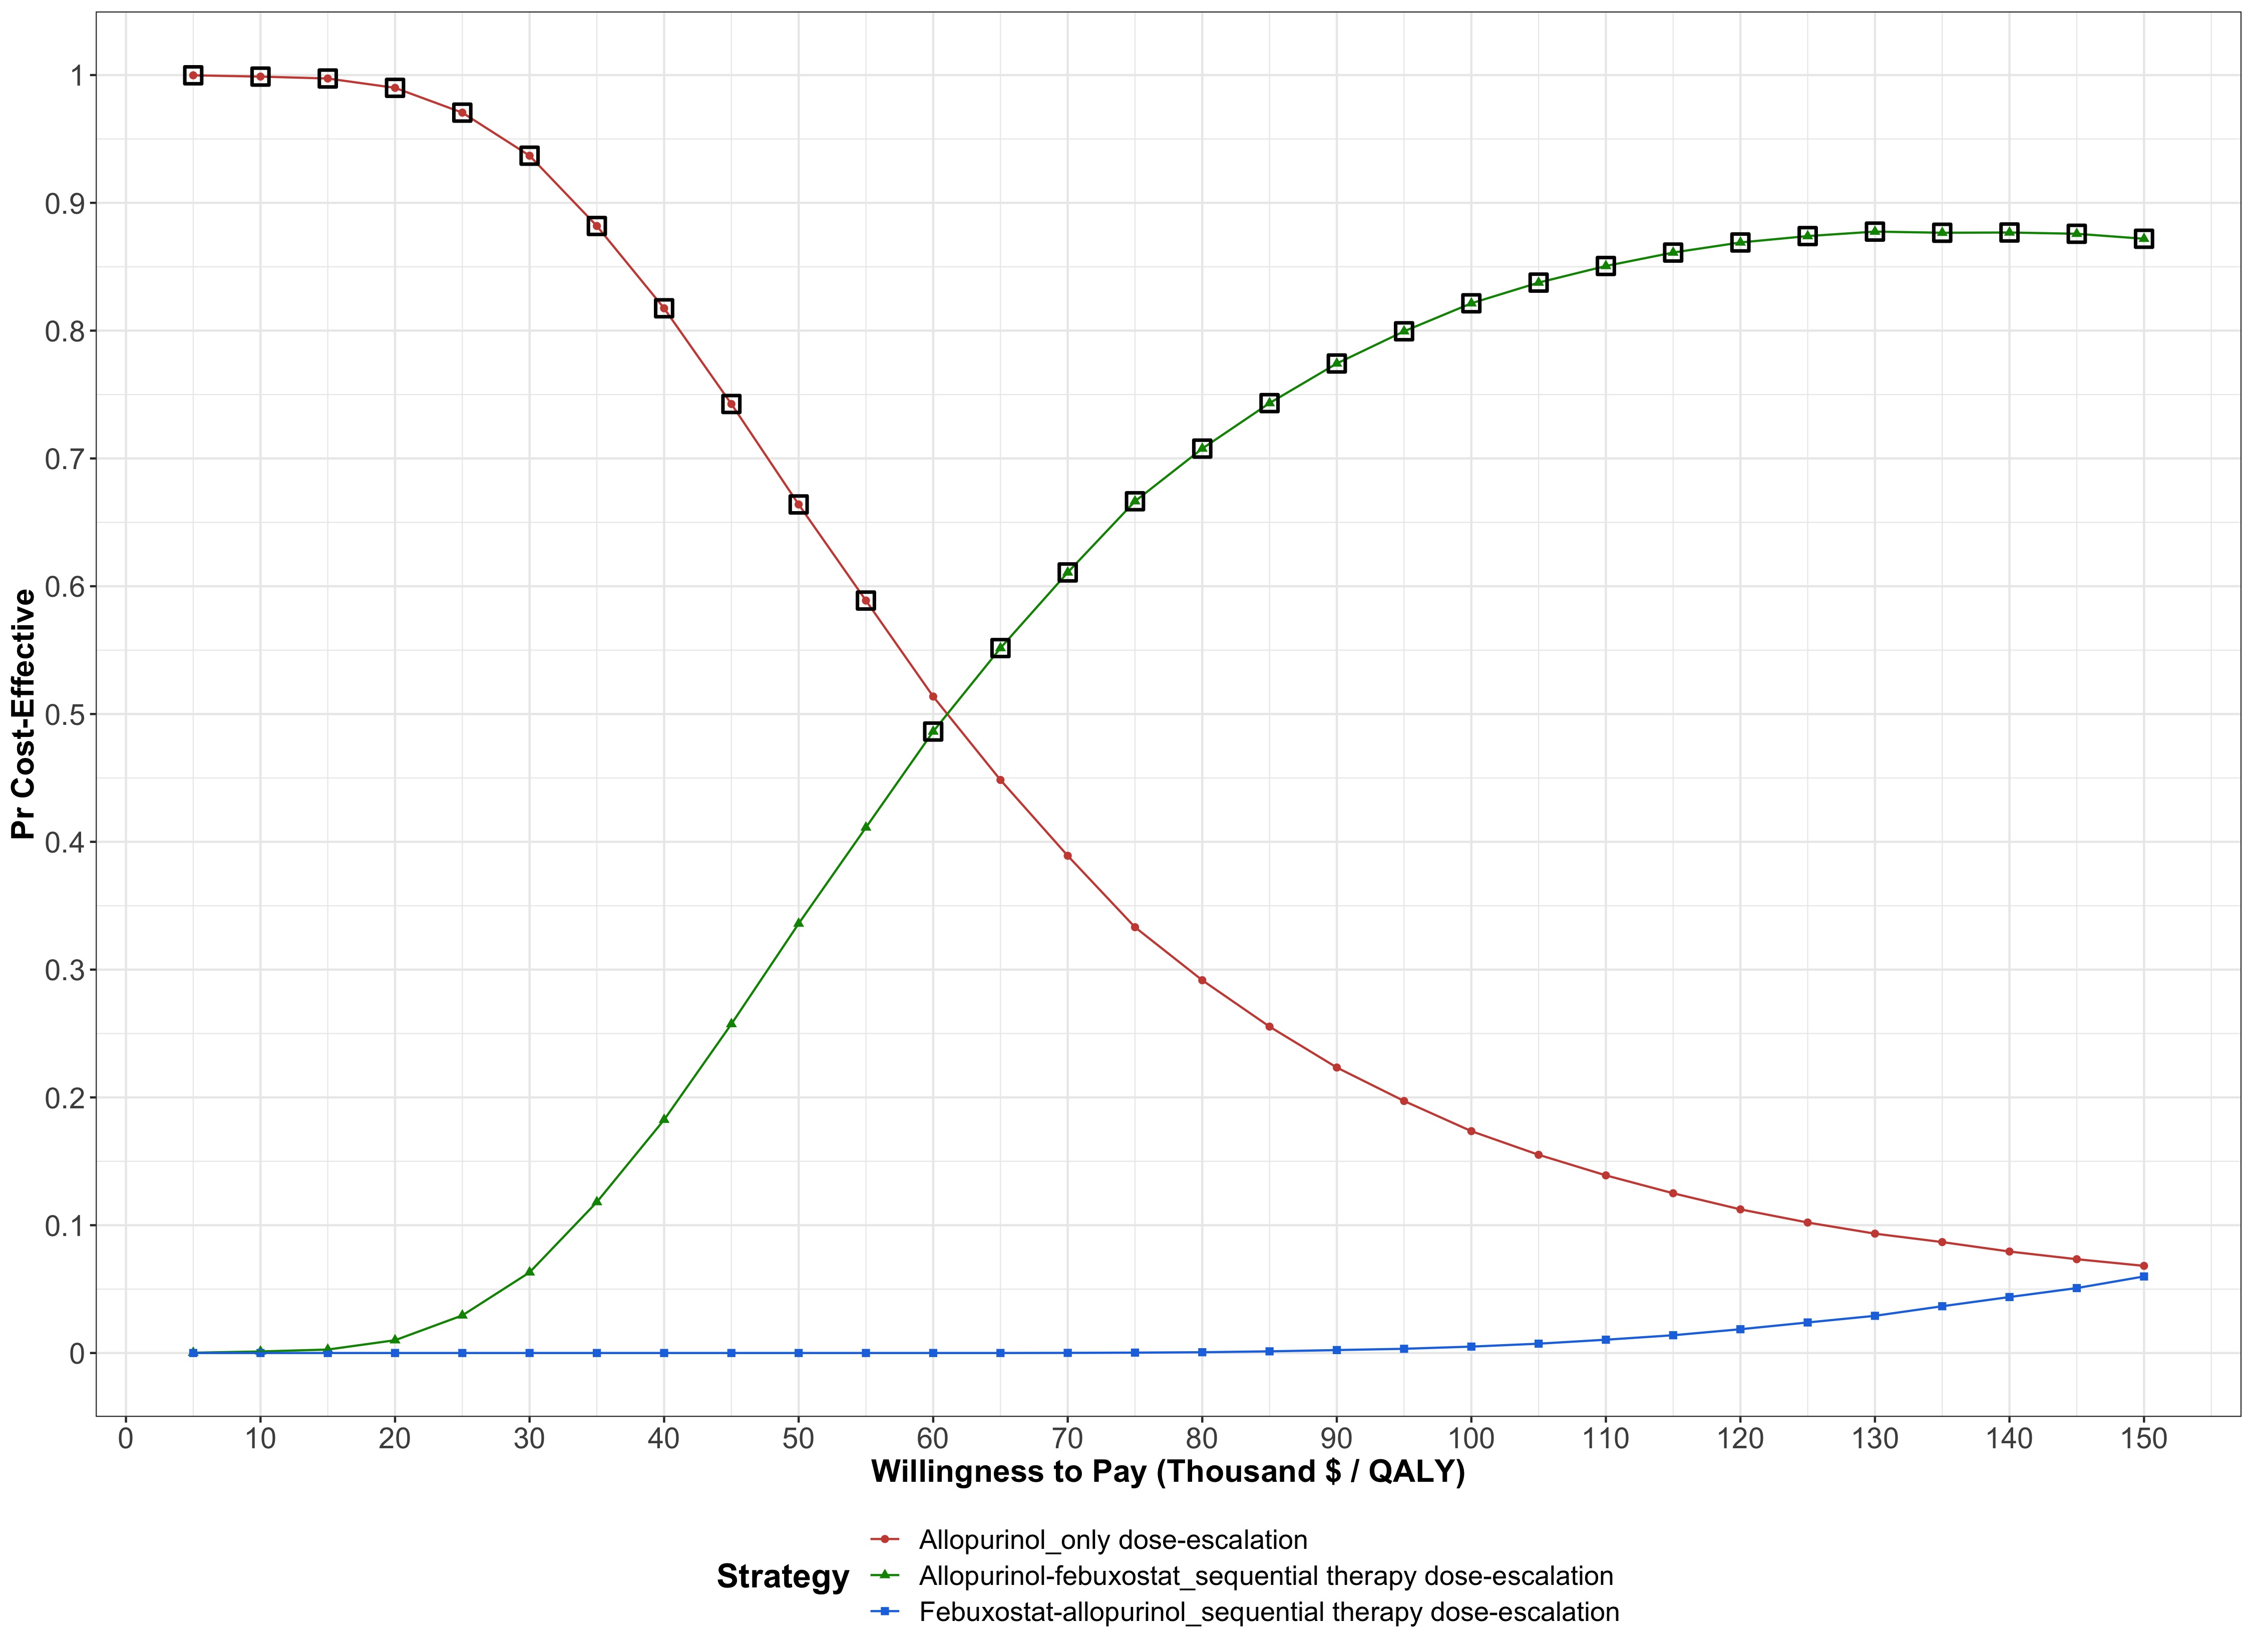 1
0.9
0.8
0.7
0.6
0.5
0.4
0.3
0.2
0.1
0
Pr Cost-Effective
0 10 20 30 40 50 60 70 80 90 100 110 120 130 140 150
Willingness to Pay (Thousand $ / QALY)
Strategy
Allopurinol_only dose-escalation
Allopurinol-febuxostat_sequential therapy dose-escalation
Febuxostat-allopurinol_sequential therapy dose-escalation